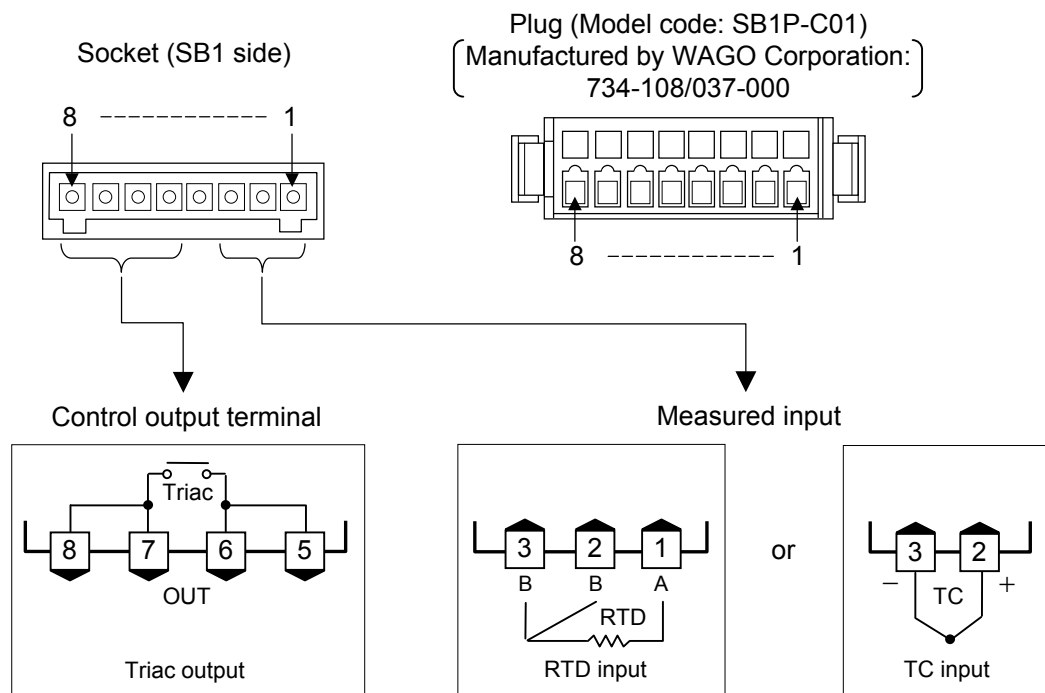 Socket (SB1 side)
Plug (Model code: SB1P-C01)
Manufactured by WAGO Corporation:
734-108/037-000
8 1
8 1
Control output terminal
Measured input
Triac
8 7 6 5
OUT
Triac output
3 2 1
B B A
RTD
RTD input
or
3 2
− TC +
TC input